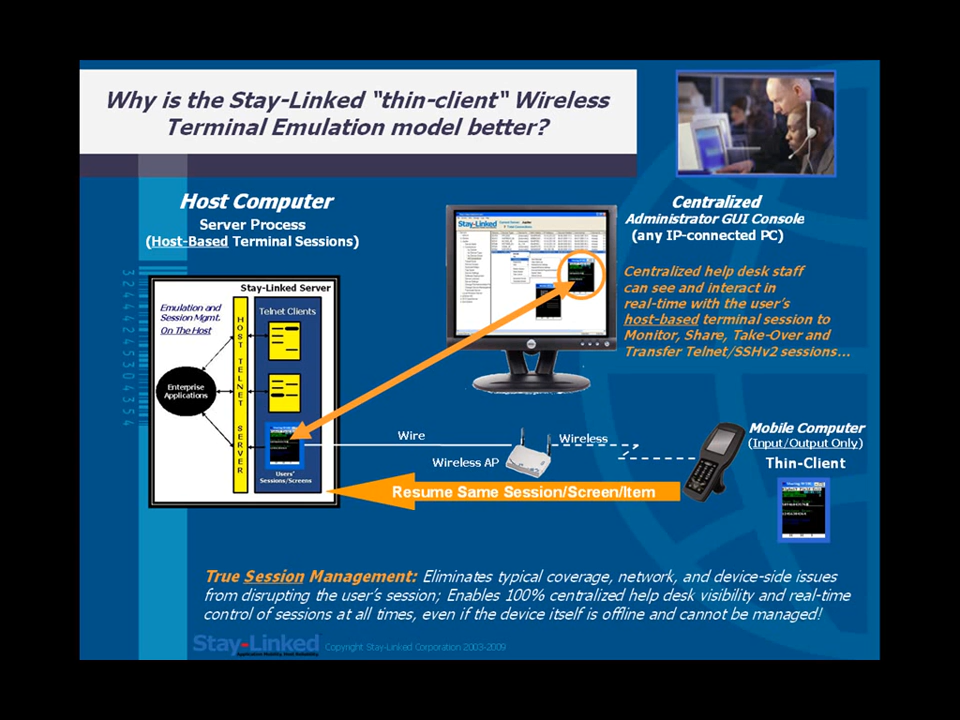 Why is the Stay-Linked "thin-client" Wireless
Terminal Emulation model better?
Host Computer
Server Process
(Host-Based Terminal Sessions)
Centralized
Administrator GUI Console
(any IP-connected PC)
Centralized help desk staff
can see and interact in
real-time with the user's
host-based terminal session to
Monitor, Share, Take-Over and
Transfer Telnet/SSHv2 sessions...
Stay-Linked Server
Emulation and
Session Mgmt.
On The Host
Telnet Clients
HOST TELNET SERVER
Enterprise
Applications
Users'
Sessions/Screens
Stay-Linked
DELL
32444245304354
Wire
Wireless
Wireless AP
Mobile Computer
(Input/Output Only)
Thin-Client
Resume Same Session/Screen/Item
True Session Management: Eliminates typical coverage, network, and device-side issues
from disrupting the user's session; Enables 100% centralized help desk visibility and real-time
control of sessions at all times, even if the device itself is offline and cannot be managed!
Stay-Linked
Copyright Stay-Linked Corporation 2003-2009